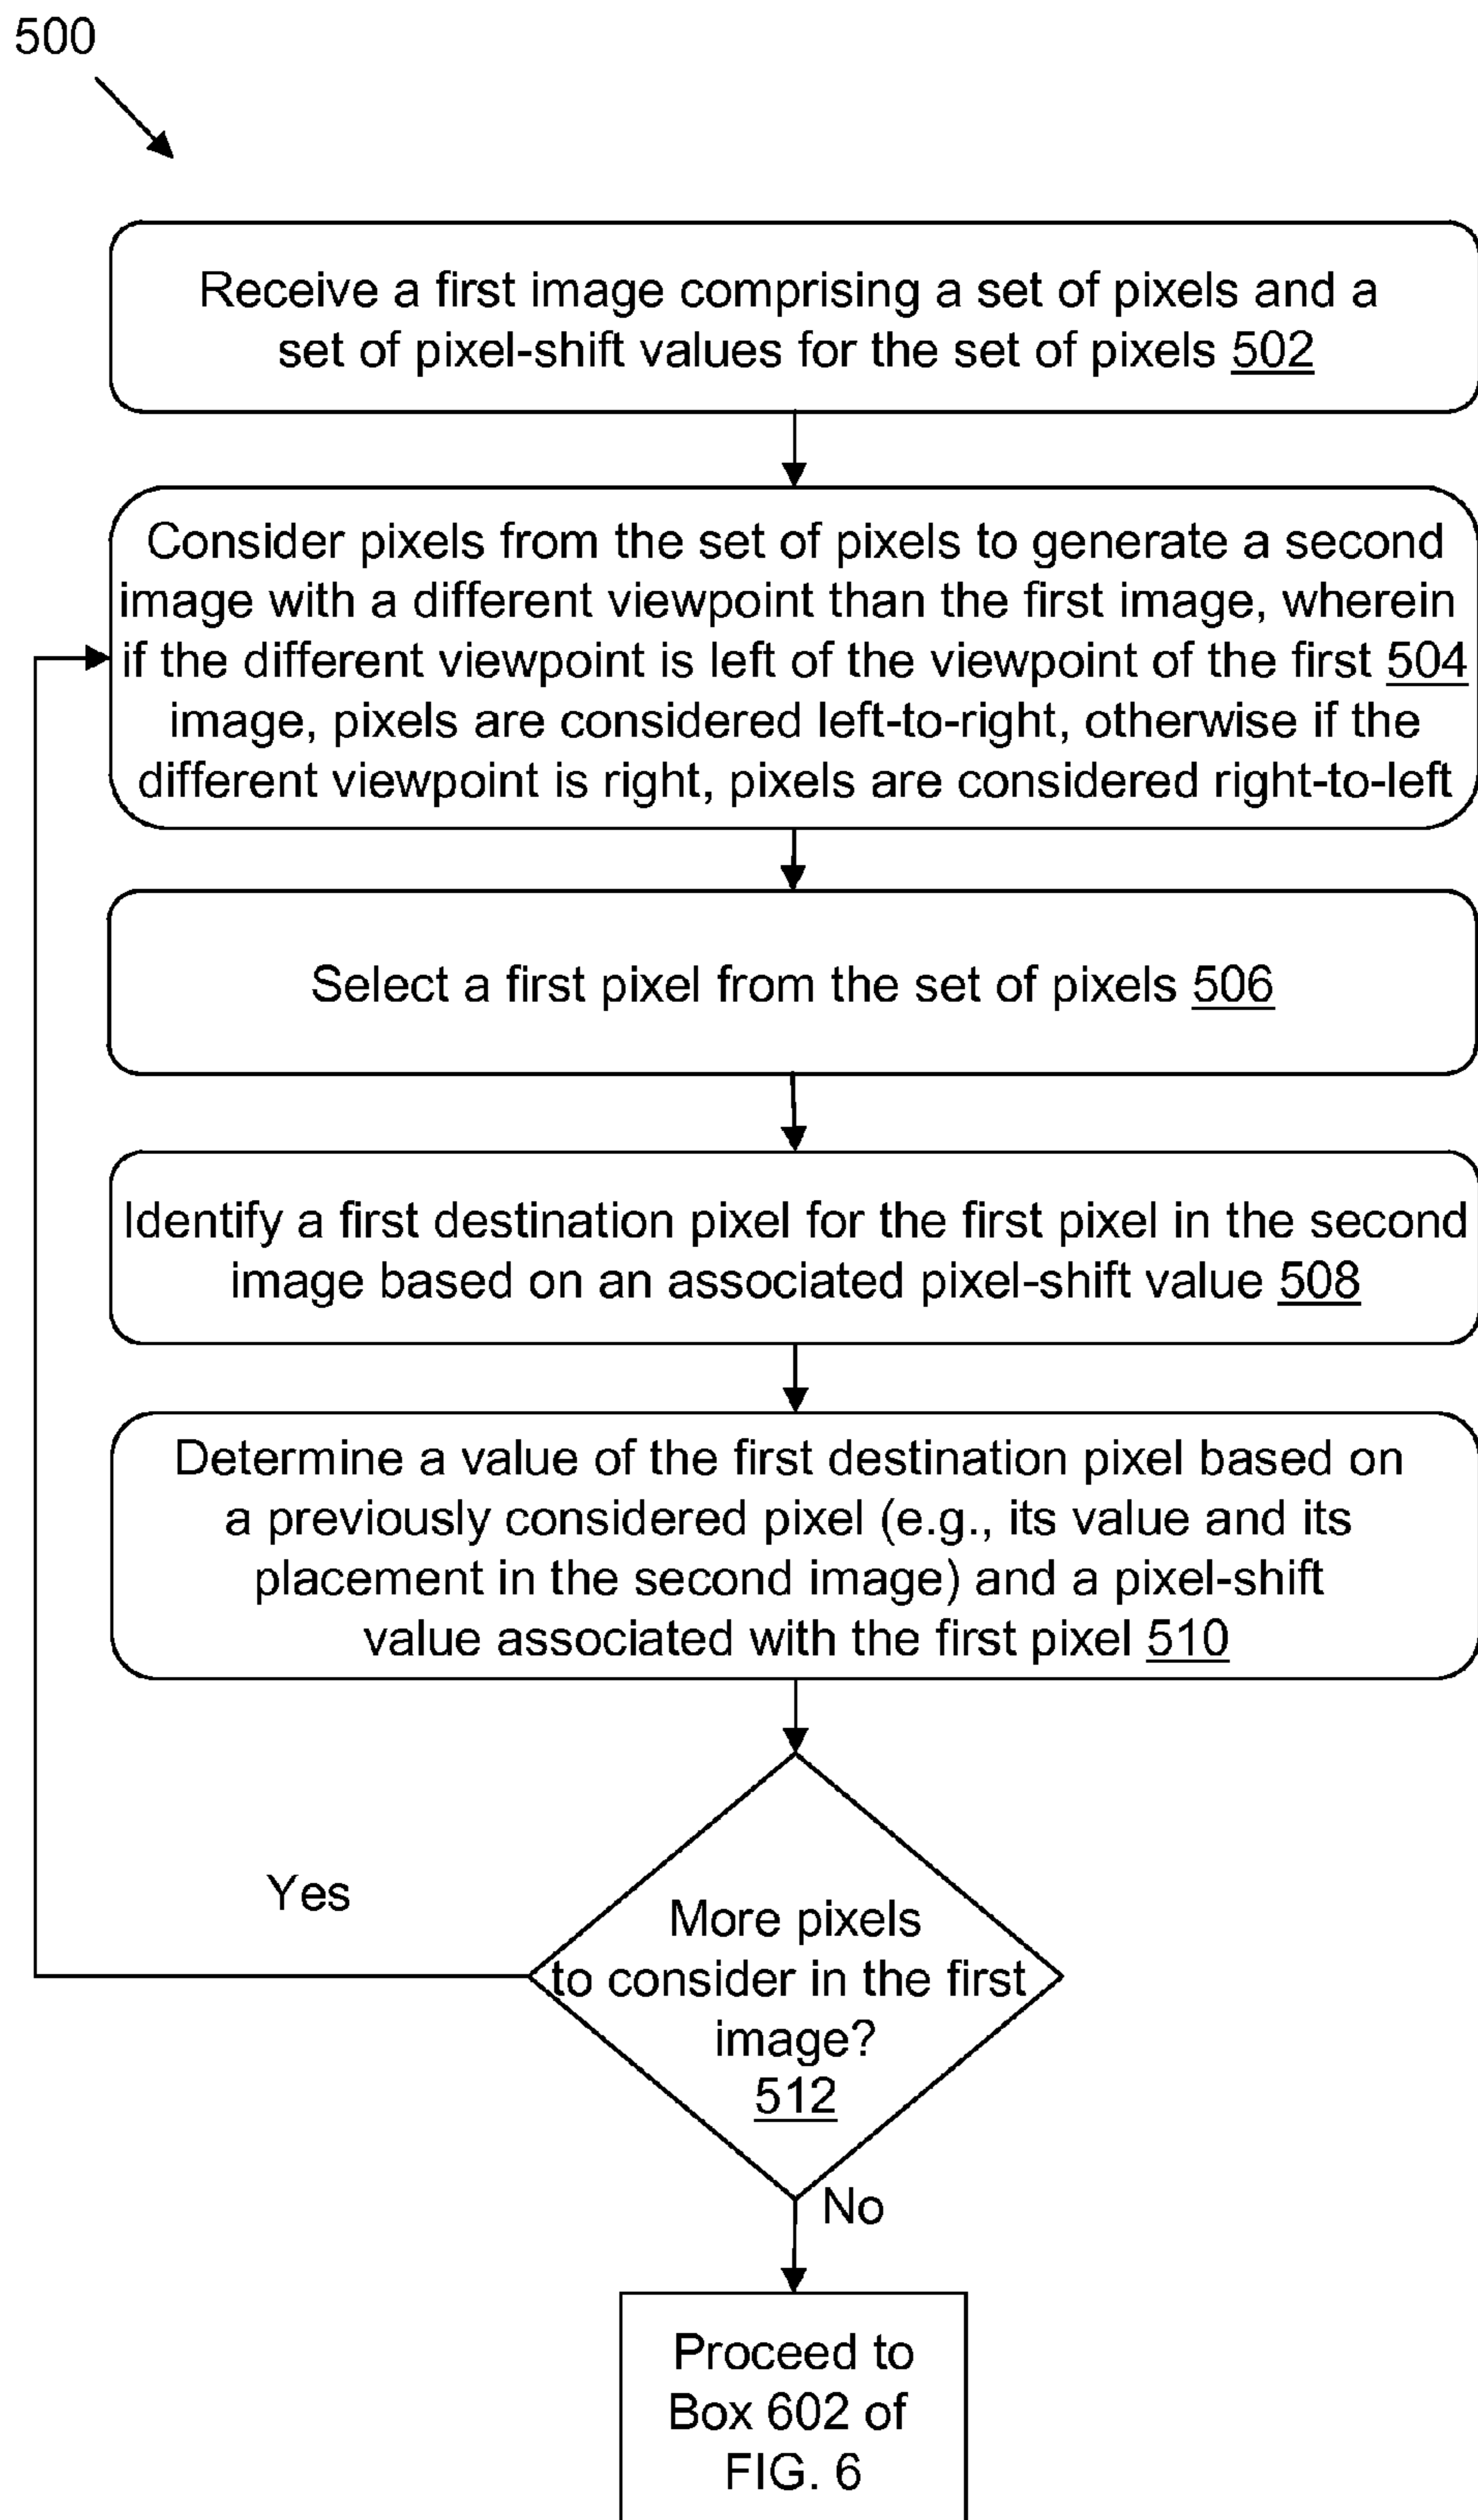 500
Receive a first image comprising a set of pixels and a
set of pixel-shift values for the set of pixels 502
Consider pixels from the set of pixels to generate a second
image with a different viewpoint than the first image, wherein
if the different viewpoint is left of the viewpoint of the first 504
image, pixels are considered left-to-right, otherwise if the
different viewpoint is right, pixels are considered right-to-left
Select a first pixel from the set of pixels 506
Identify a first destination pixel for the first pixel in the second
image based on an associated pixel-shift value 508
Determine a value of the first destination pixel based on
a previously considered pixel (e.g., its value and its
placement in the second image) and a pixel-shift
value associated with the first pixel 510
Yes
More pixels
to consider in the first
image?
512
No
Proceed to
Box 602 of
FIG. 6